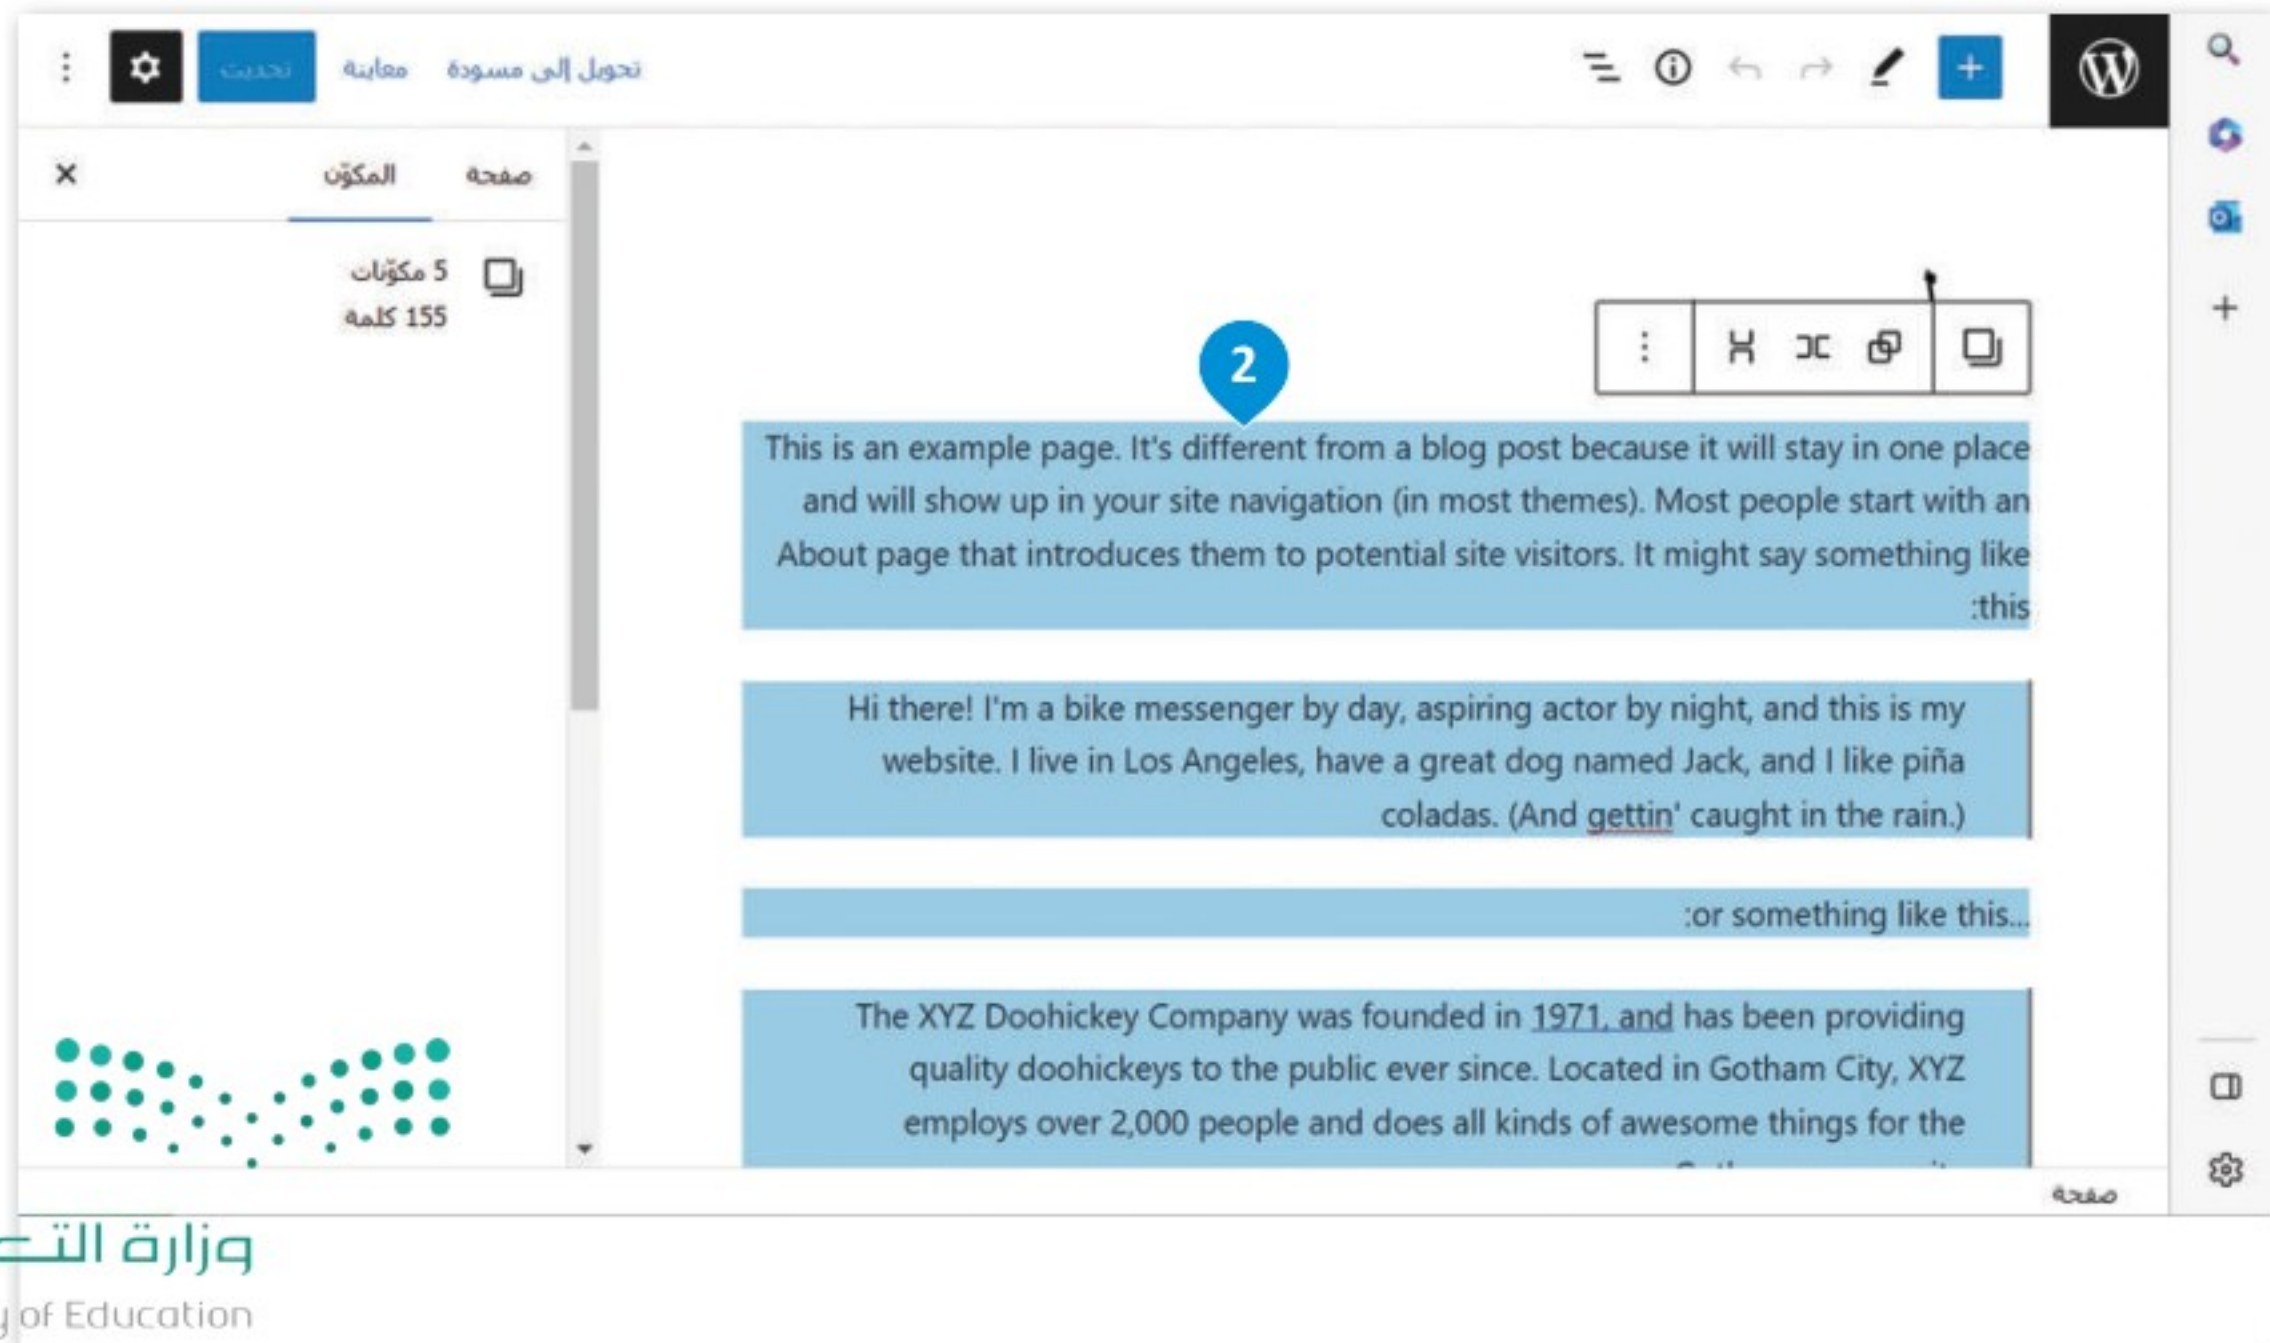 تحويل إلى مسودة
معاينة
تحديث
صفحة
المكوّن
5 مكوّنات
155 كلمة
2
This is an example page. It's different from a blog post because it will stay in one place
and will show up in your site navigation (in most themes). Most people start with an
About page that introduces them to potential site visitors. It might say something like
:this
Hi there! I'm a bike messenger by day, aspiring actor by night, and this is my
website. I live in Los Angeles, have a great dog named Jack, and I like piña
coladas. (And gettin' caught in the rain.)
:or something like this...
The XYZ Doohickey Company was founded in 1971, and has been providing
quality doohickeys to the public ever since. Located in Gotham City, XYZ
employs over 2,000 people and does all kinds of awesome things for the
صفحة
وزارة
of Education